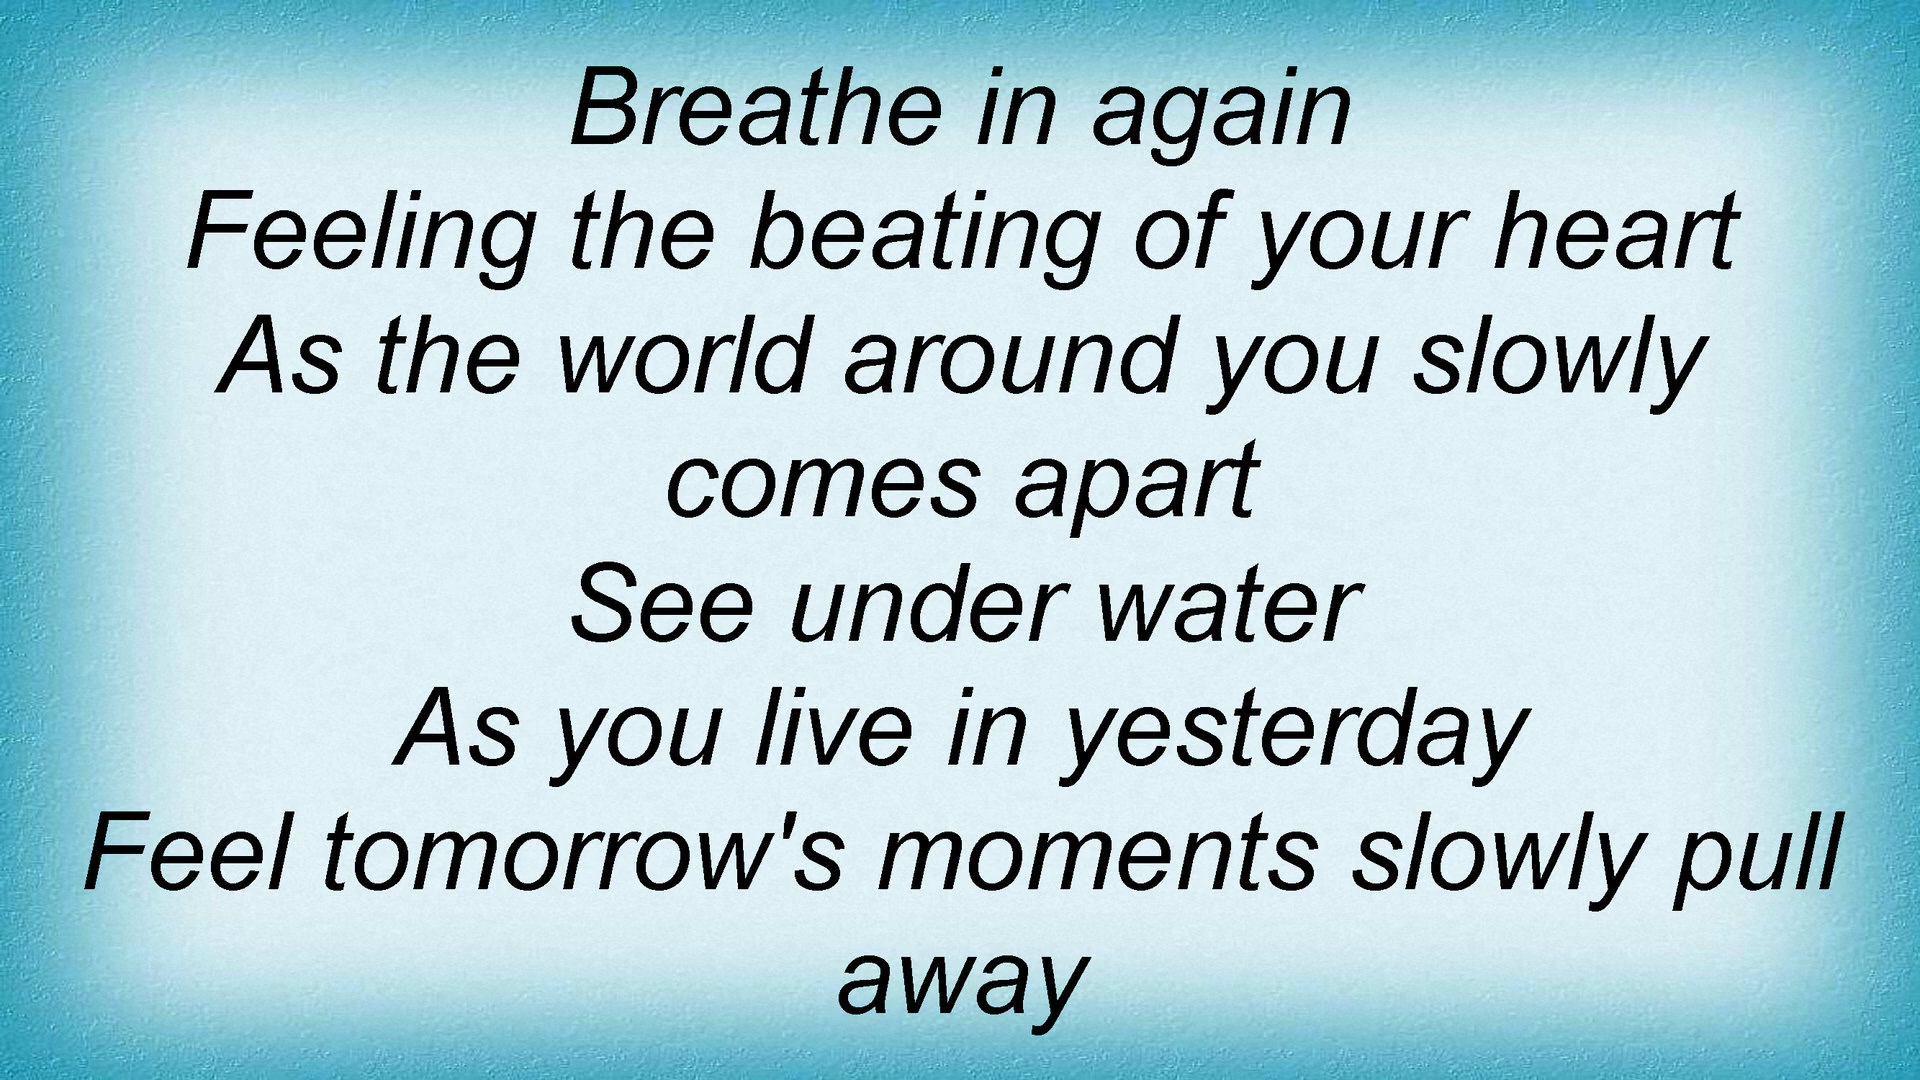 Breathe in again
Feeling the beating of your heart
As the world around you slowly
comes apart
See under water
As you live in yesterday
Feel tomorrow's moments slowly pull
away